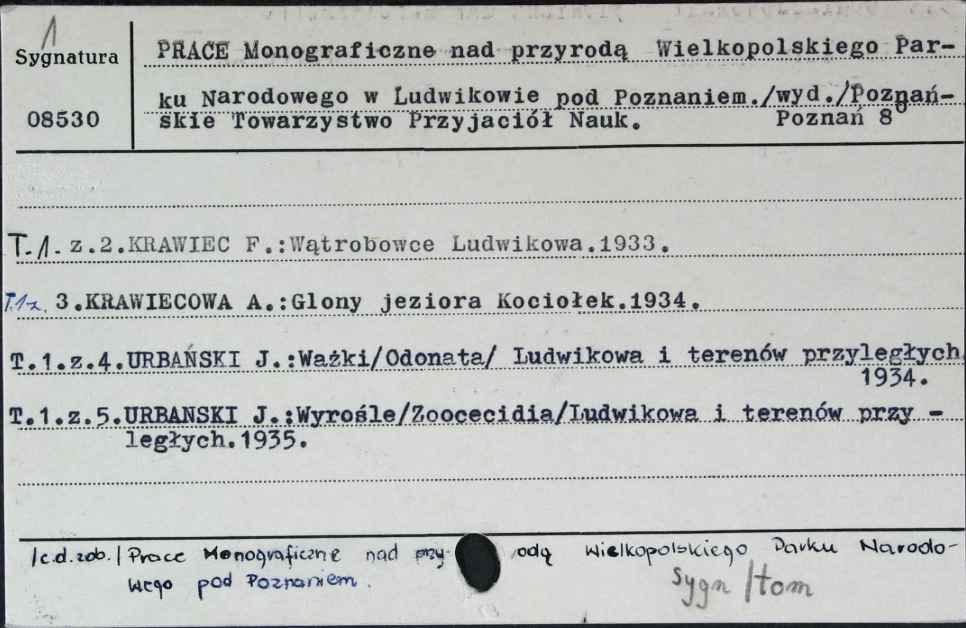 1
Sygnatura
08530
PRACE Monograficzne nad przyrodą Wielkopolskiego Par-
ku Narodowego w Ludwikowie pod Poznaniem./wyd./Poznań-
skie Towarzystwo Przyjaciół Nauk. Poznań 8°
T.1. z.2.KRAWIEC F.:Wątrobowce Ludwikowa.1933.
T.1z. 3.KRAWIECOWA A.:Glony jeziora Kociołek.1934.
T.1.z.4.URBAŃSKI J.:Ważki/Odonata/ Ludwikowa i terenów przyległych.
1934.
T.1.z.5.URBANSKI J.:Wyrośle/Zoocecidia/Ludwikowa i terenów przy -
ległych.1935.
/c.d.zob./ Prace Monograficzne nad przy- odą Wielkopolskiego Parku Narodo-
wego pod Poznaniem.
Sygn /tom